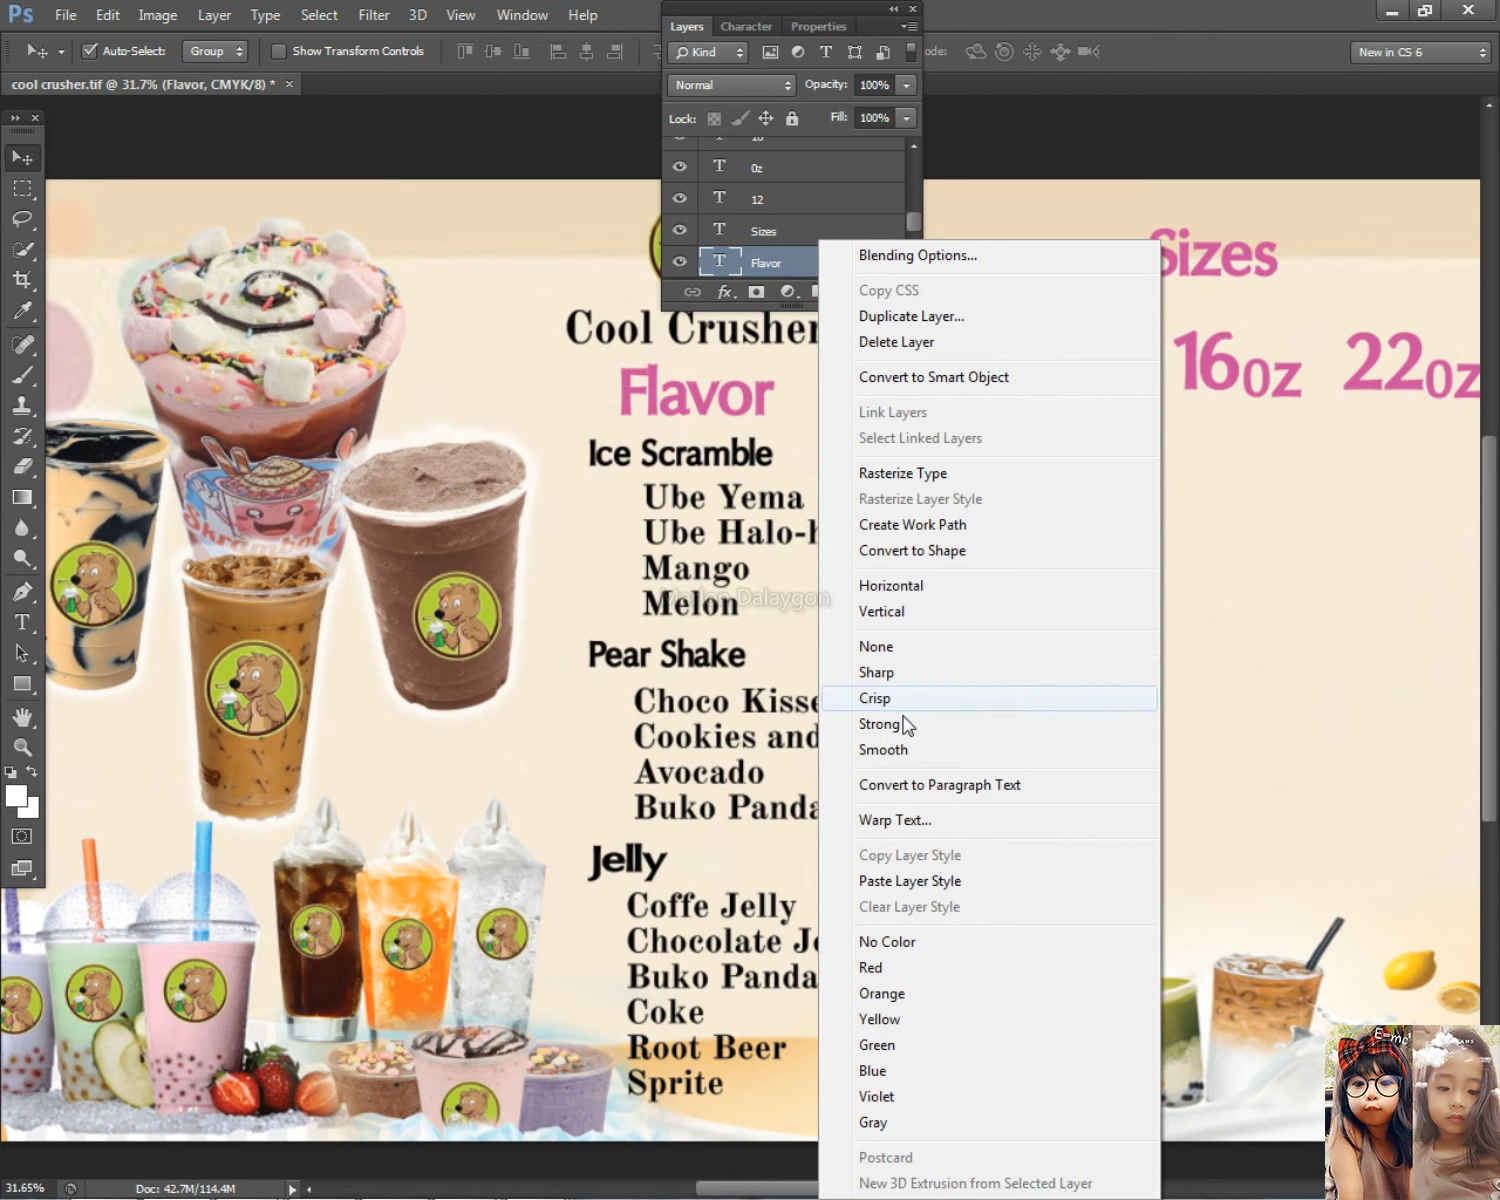 Ps File Edit Image Layer Type Select Filter 3D View Window Help
Auto-Select: Group Show Transform Controls
New in CS 6
cool crusher.tif @ 31.7% (Flavor, CMYK/8) * ×
Layers Character Properties
Kind
Normal Opacity: 100%
Lock: Fill: 100%
T 0z
T 12
T Sizes
T Flavor
fx
Blending Options...
Copy CSS
Duplicate Layer...
Delete Layer
Convert to Smart Object
Link Layers
Select Linked Layers
Rasterize Type
Rasterize Layer Style
Create Work Path
Convert to Shape
Horizontal
Vertical
None
Sharp
Crisp
Strong
Smooth
Convert to Paragraph Text
Warp Text...
Copy Layer Style
Paste Layer Style
Clear Layer Style
No Color
Red
Orange
Yellow
Green
Blue
Violet
Gray
Postcard
New 3D Extrusion from Selected Layer
Cool Crusher
Flavor
Ice Scramble
Ube Yema
Ube Halo-h
Mango
Melon
Pear Shake
Choco Kisse
Cookies and
Avocado
Buko Panda
Jelly
Coffe Jelly
Chocolate Je
Buko Panda
Coke
Root Beer
Sprite
Sizes
16oz 22oz
31.65% Doc: 42.7M/114.4M